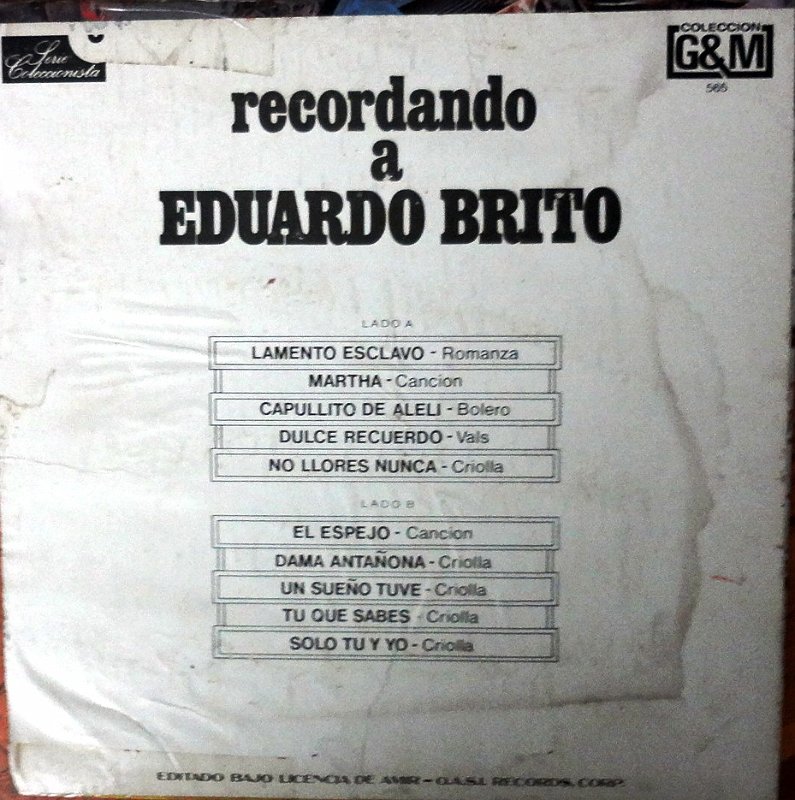 Serie
Coleccionista
COLECCION
G&M
565
recordando
a
EDUARDO BRITO
LADO A
LAMENTO ESCLAVO - Romanza
MARTHA - Cancion
CAPULLITO DE ALELI - Bolero
DULCE RECUERDO - Vals
NO LLORES NUNCA - Criolla
LADO B
EL ESPEJO - Cancion
DAMA ANTAÑONA - Criolla
UN SUEÑO TUVE - Criolla
TU QUE SABES - Criolla
SOLO TU Y YO - Criolla
EDITADO BAJO LICENCIA DE AMIR - O.A.S.I. RECORDS. CORP.